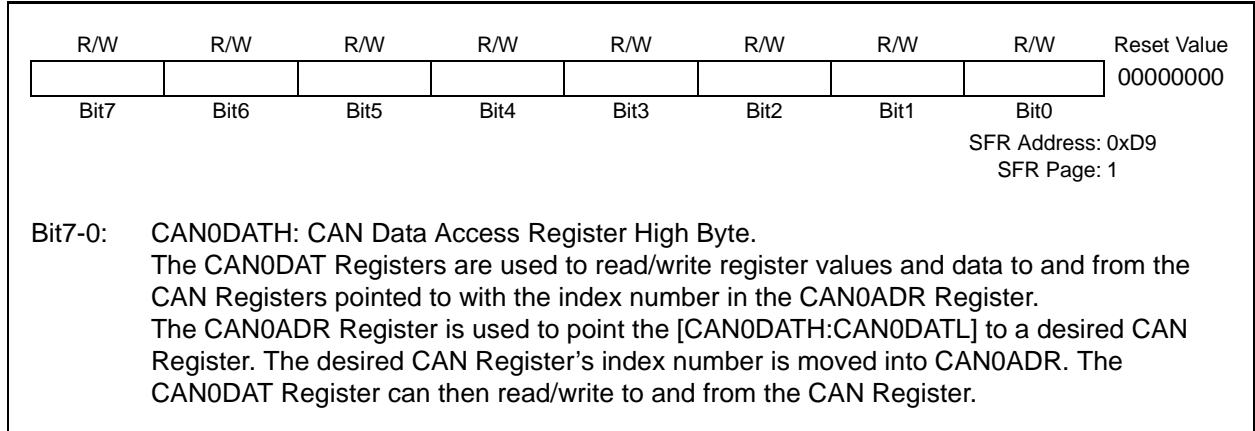 R/W R/W R/W R/W R/W R/W R/W R/W Reset Value
00000000
Bit7 Bit6 Bit5 Bit4 Bit3 Bit2 Bit1 Bit0
SFR Address: 0xD9
SFR Page: 1
Bit7-0: CAN0DATH: CAN Data Access Register High Byte.
The CAN0DAT Registers are used to read/write register values and data to and from the
CAN Registers pointed to with the index number in the CAN0ADR Register.
The CAN0ADR Register is used to point the [CAN0DATH:CAN0DATL] to a desired CAN
Register. The desired CAN Register’s index number is moved into CAN0ADR. The
CAN0DAT Register can then read/write to and from the CAN Register.